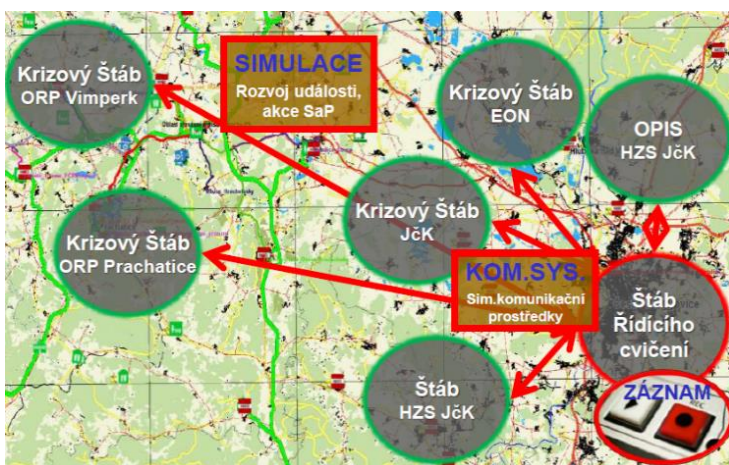 Krizový Štáb
ORP Vimperk
SIMULACE
Rozvoj události,
akce SaP
Krizový Štáb
EON
OPIS
HZS JčK
Krizový Štáb
JčK
Krizový Štáb
ORP Prachatice
KOM.SYS.
Sim.komunikační
prostředky
Štáb
Řídícího
cvičení
Štáb
HZS JčK
ZÁZNAM
REC